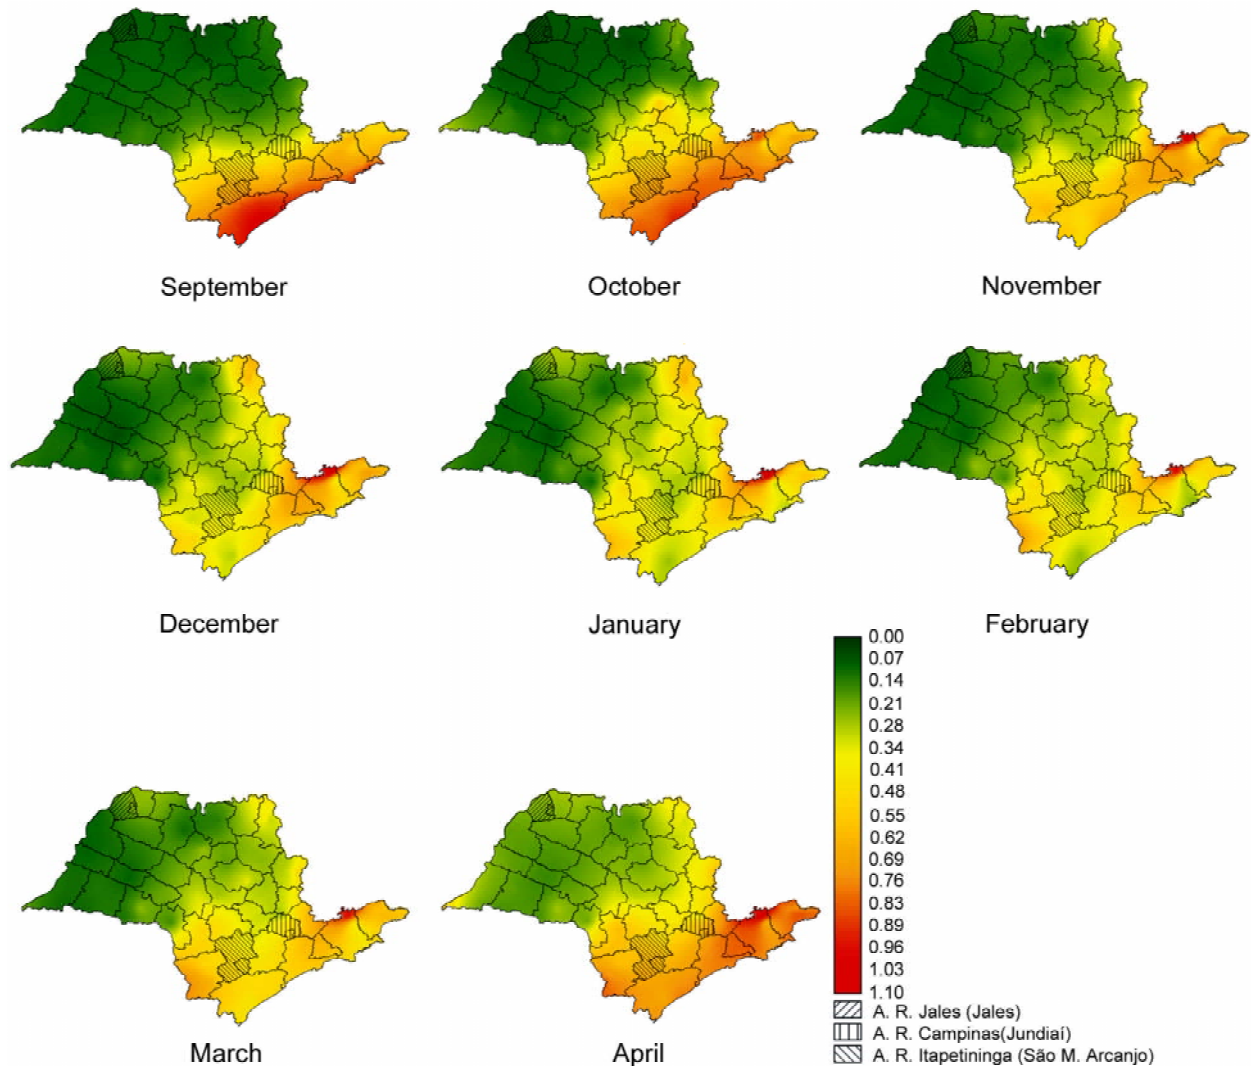 September
October
November
December
January
February
0.00
0.07
0.14
0.21
0.28
0.34
0.41
0.48
0.55
0.62
0.69
0.76
0.83
0.89
0.96
1.03
1.10
March
April
A. R. Jales (Jales)
A. R. Campinas(Jundiaí)
A. R. Itapetininga (São M. Arcanjo)